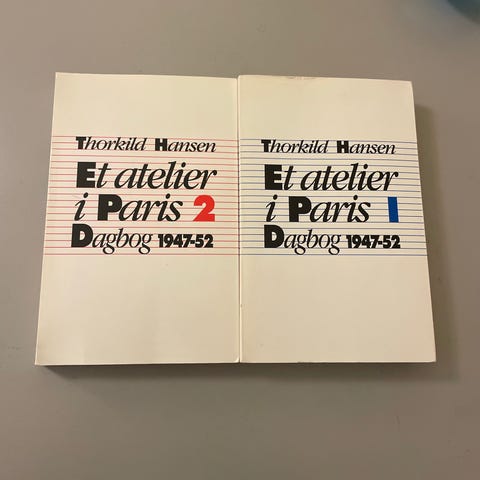 Thorkild Hansen
Et atelier
i Paris 2
Dagbog 1947-52
Thorkild Hansen
Et atelier
i Paris 1
Dagbog 1947-52